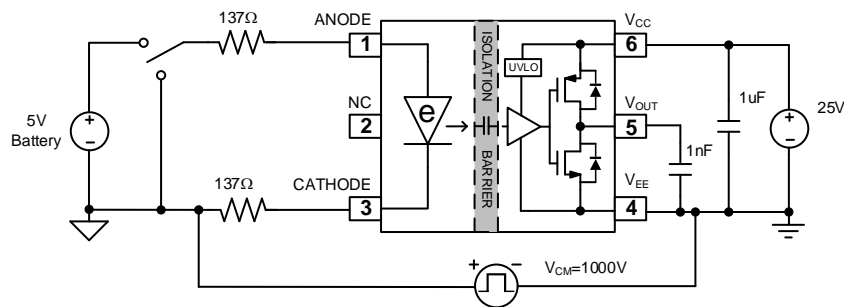 137Ω
ANODE
1
5V
Battery
+
−
NC
2
137Ω
CATHODE
3
e
ISOLATION
BARRIER
UVLO
VCC
6
VOUT
5
VEE
4
1nF
1uF
+
−
25V
+
−
VCM=1000V